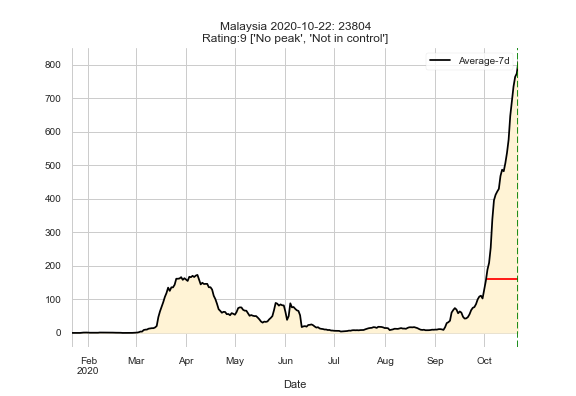 Malaysia 2020-10-22: 23804
Rating:9 ['No peak', 'Not in control']
Average-7d
800
700
600
500
400
300
200
100
0
Feb Mar Apr May Jun Jul Aug Sep Oct
2020
Date